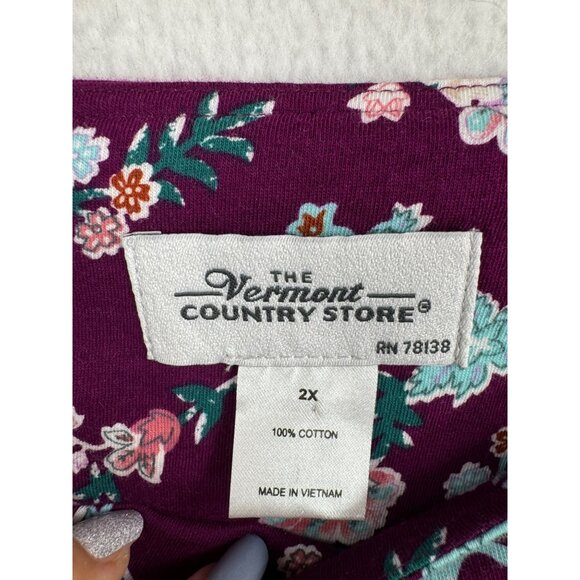 THE
Vermont
COUNTRY STORE®
RN 78138
2X
100% COTTON
MADE IN VIETNAM